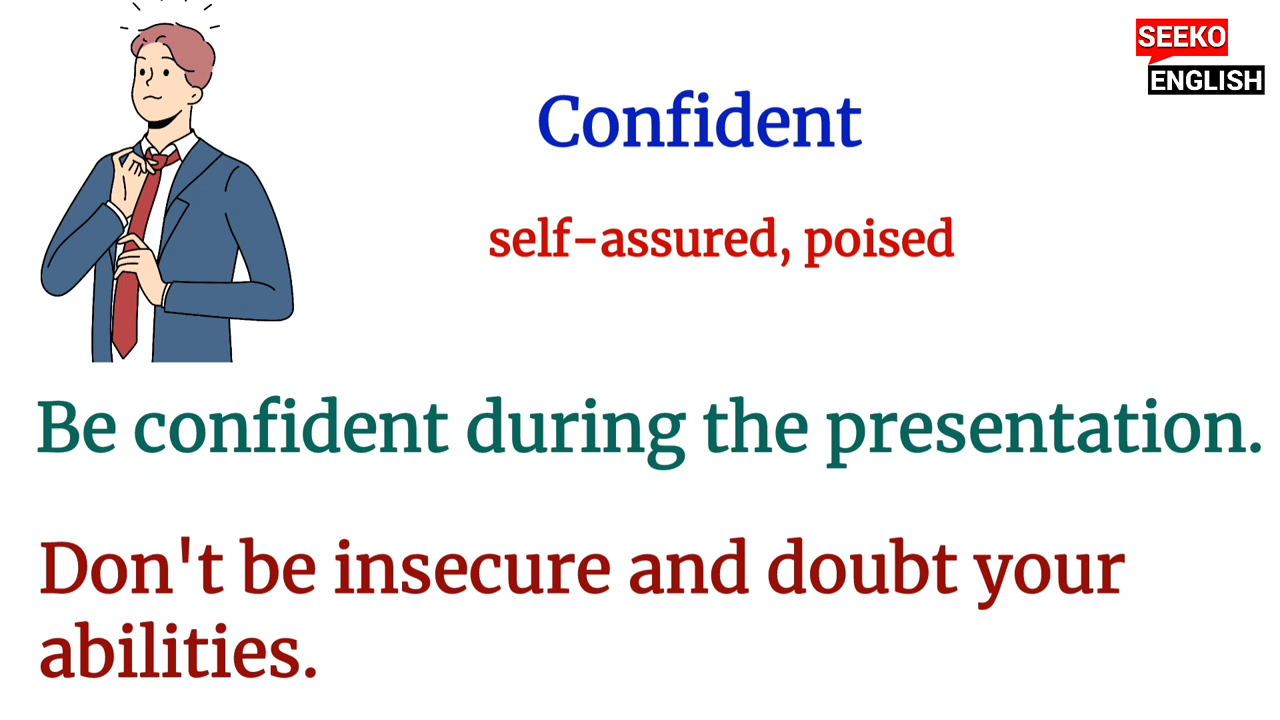 SEEKO
ENGLISH
Confident
self-assured, poised
Be confident during the presentation.
Don't be insecure and doubt your
abilities.